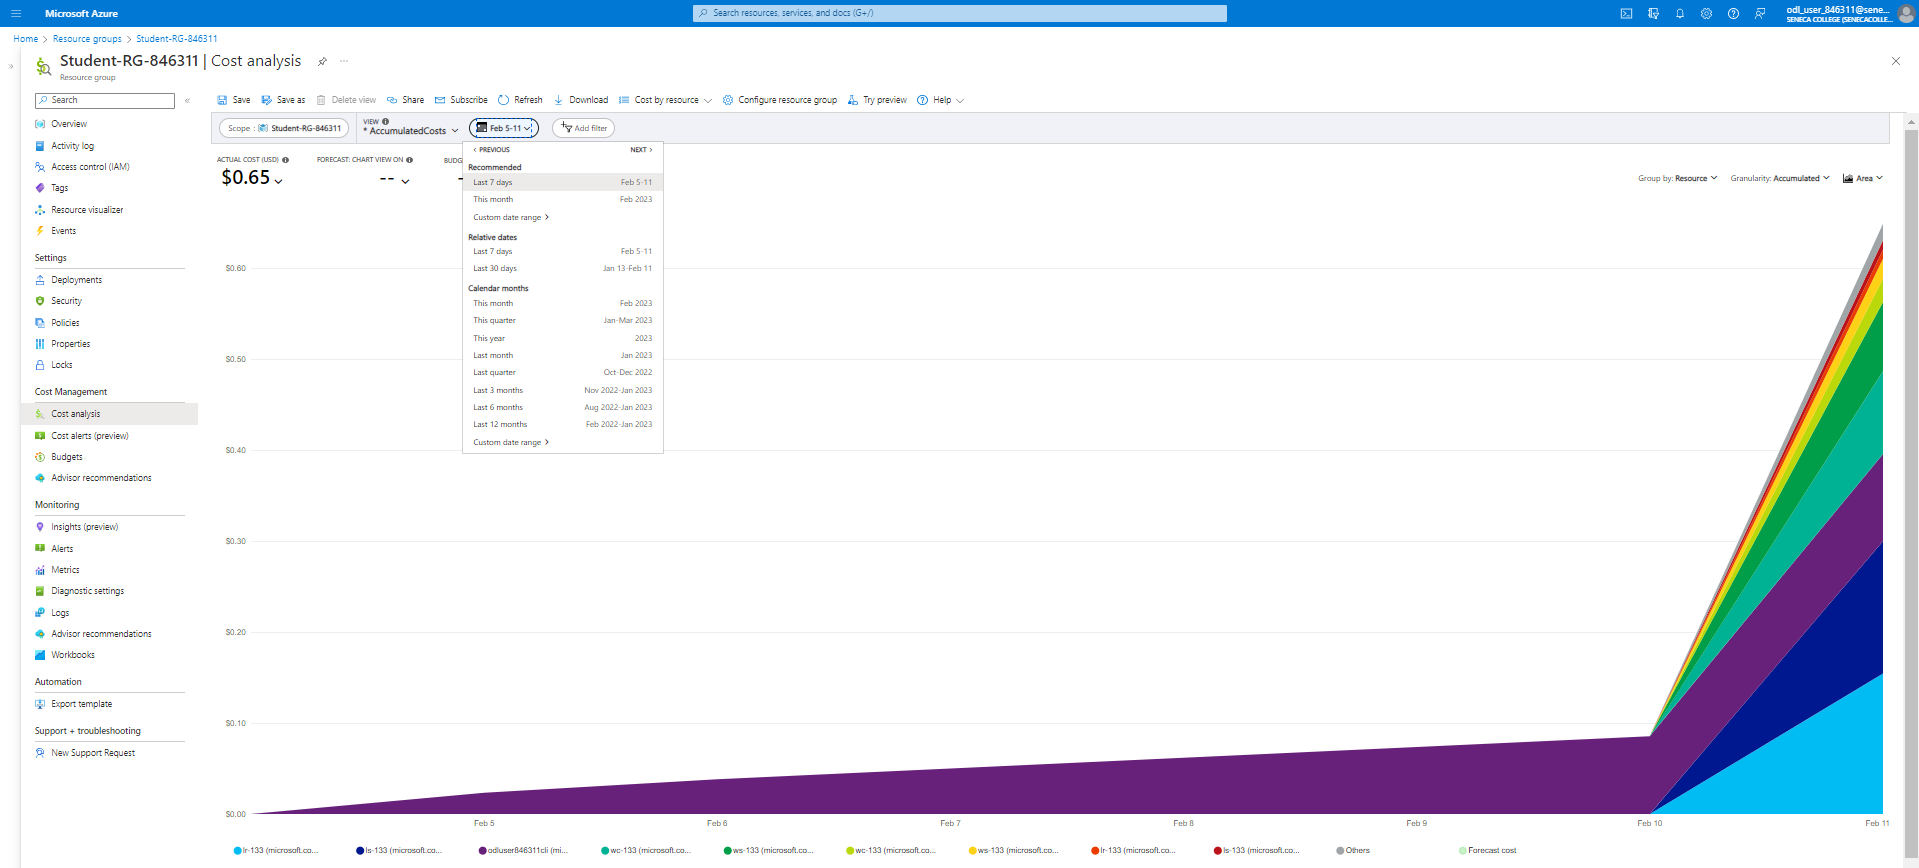 Microsoft Azure
Search resources, services, and docs (G+/)
odl_user_846311@sene...
SENECA COLLEGE (SENECACOLLE...
Home > Resource groups > Student-RG-846311
Student-RG-846311 | Cost analysis
Resource group
Search
Save Save as Delete view Share Subscribe Refresh Download Cost by resource Configure resource group Try preview Help
Overview
Activity log
Access control (IAM)
Tags
Resource visualizer
Events
Settings
Deployments
Security
Policies
Properties
Locks
Cost Management
Cost analysis
Cost alerts (preview)
Budgets
Advisor recommendations
Monitoring
Insights (preview)
Alerts
Metrics
Diagnostic settings
Logs
Advisor recommendations
Workbooks
Automation
Export template
Support + troubleshooting
New Support Request
Scope : Student-RG-846311
VIEW
* AccumulatedCosts
Feb 5-11
Add filter
ACTUAL COST (USD)
$0.65
FORECAST: CHART VIEW ON
--
BUDG
< PREVIOUS NEXT >
Recommended
Last 7 days Feb 5-11
This month Feb 2023
Custom date range >
Relative dates
Last 7 days Feb 5-11
Last 30 days Jan 13-Feb 11
Calendar months
This month Feb 2023
This quarter Jan-Mar 2023
This year 2023
Last month Jan 2023
Last quarter Oct-Dec 2022
Last 3 months Nov 2022-Jan 2023
Last 6 months Aug 2022-Jan 2023
Last 12 months Feb 2022-Jan 2023
Custom date range >
Group by: Resource Granularity: Accumulated Area
$0.60
$0.50
$0.40
$0.30
$0.20
$0.10
$0.00
Feb 5 Feb 6 Feb 7 Feb 8 Feb 9 Feb 10 Feb 11
lr-133 (microsoft.co... ls-133 (microsoft.co... odluser846311cli (mi... wc-133 (microsoft.co... ws-133 (microsoft.co... wc-133 (microsoft.co... ws-133 (microsoft.co... lr-133 (microsoft.co... ls-133 (microsoft.co... Others Forecast cost